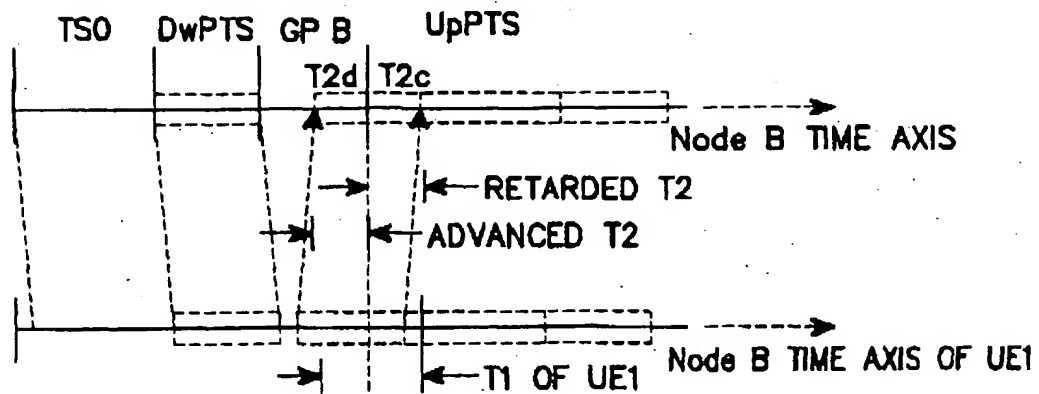 TS0 DwPTS GP B UpPTS
T2d T2c
Node B TIME AXIS
RETARDED T2
ADVANCED T2
Node B TIME AXIS OF UE1
T1 OF UE1